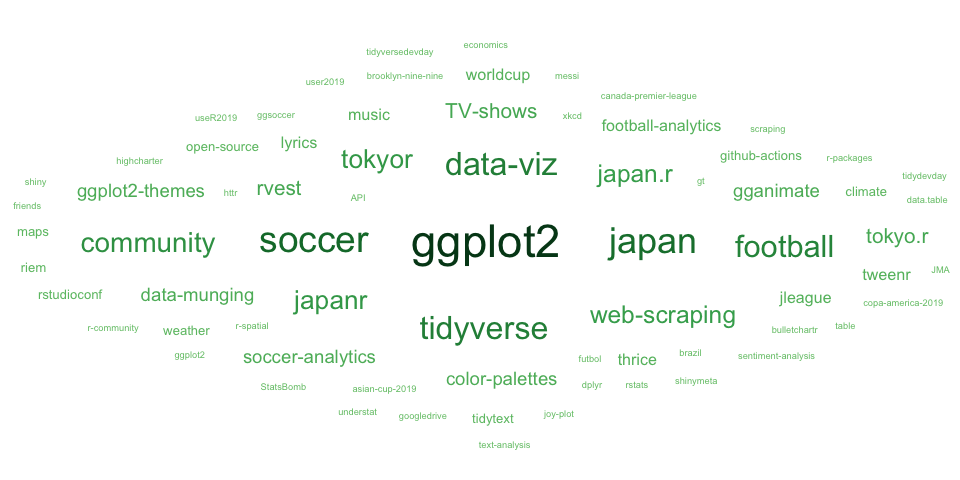 economics
tidyversedevday
user2019
brooklyn-nine-nine
worldcup
messi
canada-premier-league
useR2019
ggsoccer
music
TV-shows
xkcd
football-analytics
scraping
open-source
lyrics
highcharter
tokyor
data-viz
japan.r
github-actions
r-packages
shiny
ggplot2-themes
httr
rvest
API
gt
gganimate
climate
tidydevday
data.table
friends
maps
community
soccer
ggplot2
japan
football
tokyo.r
riem
tweenr
JMA
rstudioconf
data-munging
japanr
jleague
copa-america-2019
r-community
weather
r-spatial
tidyverse
web-scraping
bulletchartr
table
ggplot2
soccer-analytics
futbol
thrice
brazil
sentiment-analysis
StatsBomb
asian-cup-2019
color-palettes
dplyr
rstats
shinymeta
understat
googledrive
tidytext
joy-plot
text-analysis